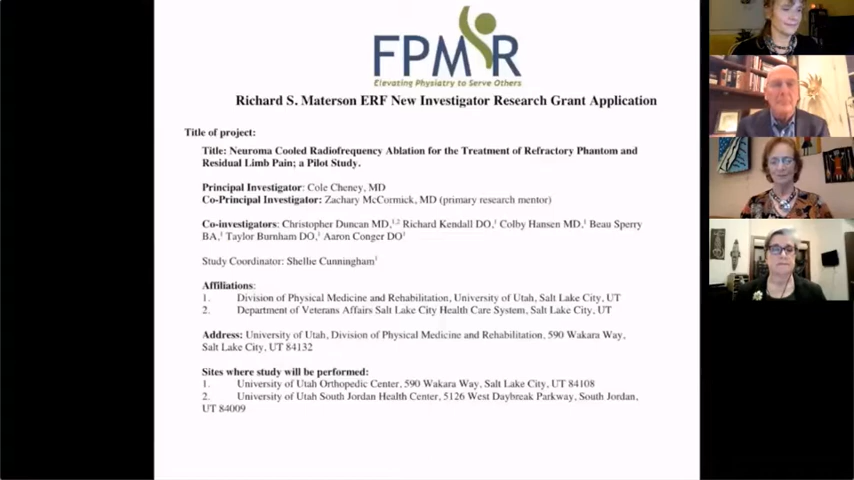 FPMR
Elevating Physiatry to Serve Others
Richard S. Materson ERF New Investigator Research Grant Application
Title of project:
Title: Neuroma Cooled Radiofrequency Ablation for the Treatment of Refractory Phantom and
Residual Limb Pain; a Pilot Study.
Principal Investigator: Cole Cheney, MD
Co-Principal Investigator: Zachary McCormick, MD (primary research mentor)
Co-investigators: Christopher Duncan MD,1,2 Richard Kendall DO,1 Colby Hansen MD,1 Beau Sperry
BA,1 Taylor Burnham DO,1 Aaron Conger DO1
Study Coordinator: Shellie Cunningham1
Affiliations:
1. Division of Physical Medicine and Rehabilitation, University of Utah, Salt Lake City, UT
2. Department of Veterans Affairs Salt Lake City Health Care System, Salt Lake City, UT
Address: University of Utah, Division of Physical Medicine and Rehabilitation, 590 Wakara Way,
Salt Lake City, UT 84132
Sites where study will be performed:
1. University of Utah Orthopedic Center, 590 Wakara Way, Salt Lake City, UT 84108
2. University of Utah South Jordan Health Center, 5126 West Daybreak Parkway, South Jordan,
UT 84009